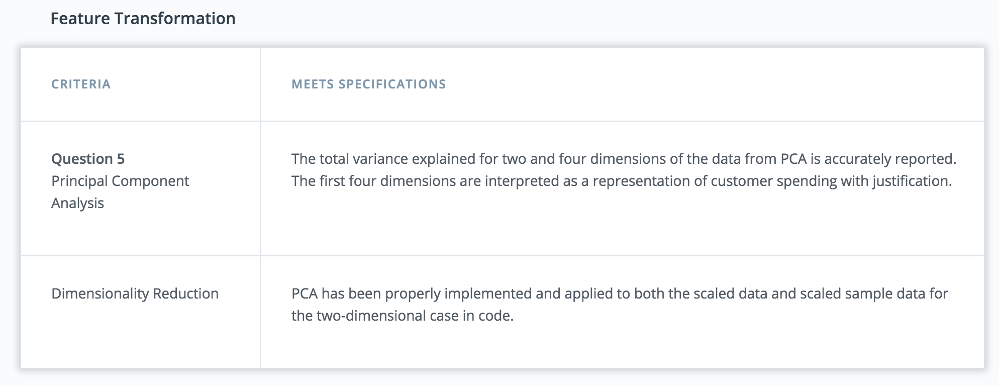 Feature Transformation
CRITERIA
MEETS SPECIFICATIONS
Question 5
Principal Component
Analysis
The total variance explained for two and four dimensions of the data from PCA is accurately reported.
The first four dimensions are interpreted as a representation of customer spending with justification.
Dimensionality Reduction
PCA has been properly implemented and applied to both the scaled data and scaled sample data for
the two-dimensional case in code.